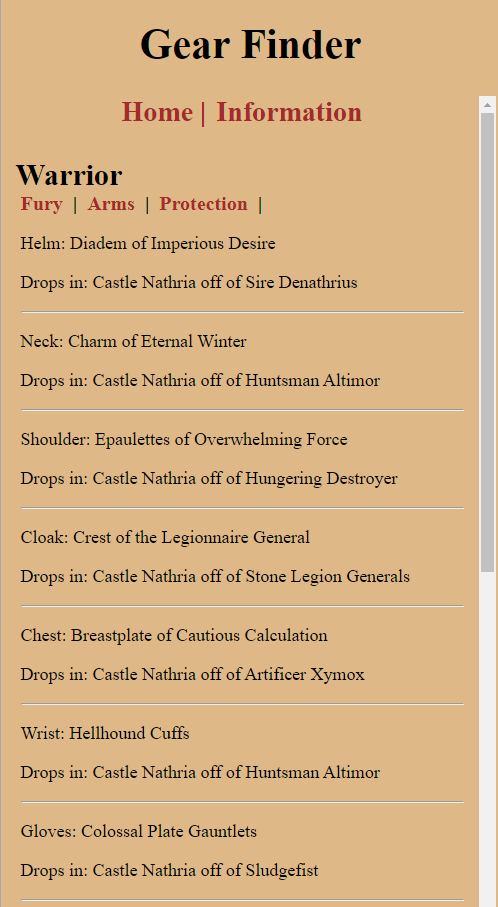 Gear Finder
Home | Information
Warrior
Fury | Arms | Protection |
Helm: Diadem of Imperious Desire
Drops in: Castle Nathria off of Sire Denathrius
Neck: Charm of Eternal Winter
Drops in: Castle Nathria off of Huntsman Altimor
Shoulder: Epaulettes of Overwhelming Force
Drops in: Castle Nathria off of Hungering Destroyer
Cloak: Crest of the Legionnaire General
Drops in: Castle Nathria off of Stone Legion Generals
Chest: Breastplate of Cautious Calculation
Drops in: Castle Nathria off of Artificer Xymox
Wrist: Hellhound Cuffs
Drops in: Castle Nathria off of Huntsman Altimor
Gloves: Colossal Plate Gauntlets
Drops in: Castle Nathria off of Sludgefist